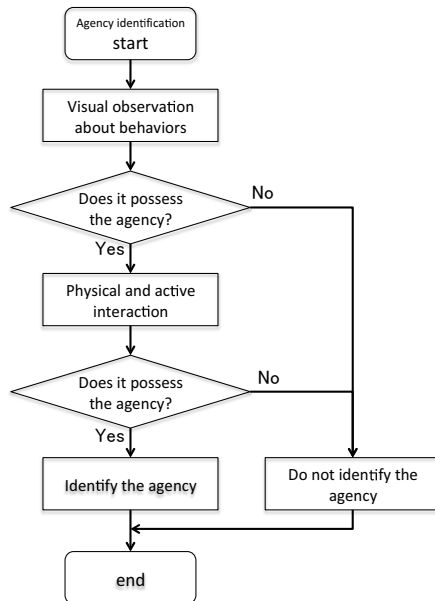 Agency identification
start
Visual observation
about behaviors
Does it possess
the agency?
No
Yes
Physical and active
interaction
Does it possess
the agency?
No
Yes
Identify the agency
Do not identify the
agency
end